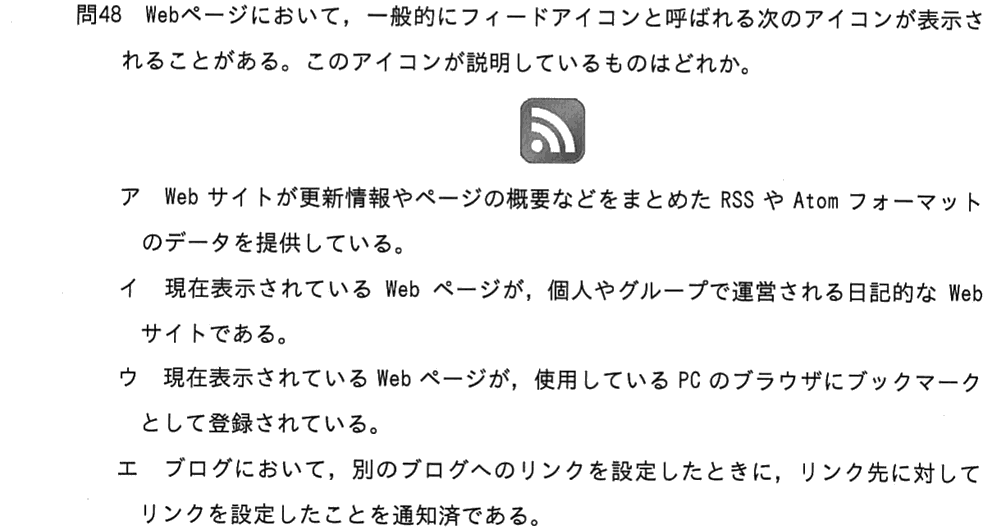 問48 Webページにおいて，一般的にフィードアイコンと呼ばれる次のアイコンが表示さ
れることがある。このアイコンが説明しているものはどれか。
ア Web サイトが更新情報やページの概要などをまとめた RSS や Atom フォーマット
のデータを提供している。
イ 現在表示されている Web ページが，個人やグループで運営される日記的な Web
サイトである。
ウ 現在表示されている Web ページが，使用している PC のブラウザにブックマーク
として登録されている。
エ ブログにおいて，別のブログへのリンクを設定したときに，リンク先に対して
リンクを設定したことを通知済である。